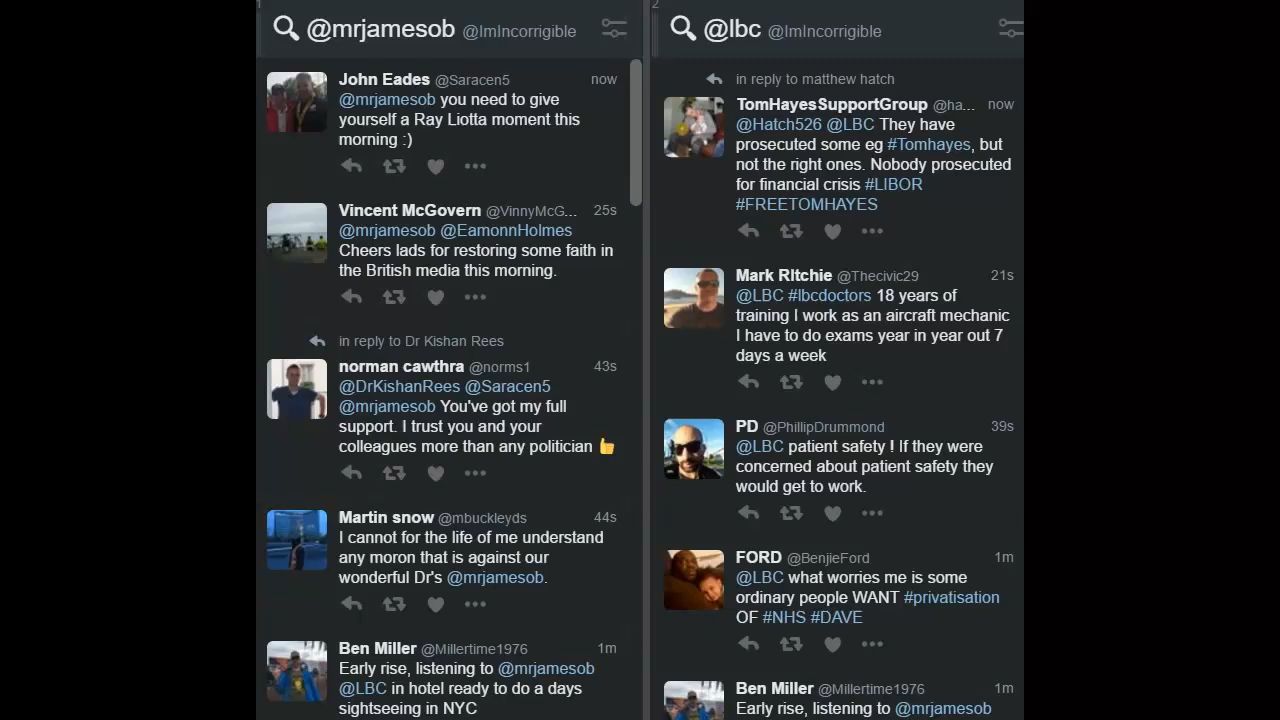 1
@mrjamesob @ImIncorrigible
John Eades @Saracen5 now
@mrjamesob you need to give
yourself a Ray Liotta moment this
morning :)
Vincent McGovern @VinnyMcG... 25s
@mrjamesob @EamonnHolmes
Cheers lads for restoring some faith in
the British media this morning.
in reply to Dr Kishan Rees
norman cawthra @norms1 43s
@DrKishanRees @Saracen5
@mrjamesob You've got my full
support. I trust you and your
colleagues more than any politician 👍
Martin snow @mbuckleyds 44s
I cannot for the life of me understand
any moron that is against our
wonderful Dr's @mrjamesob.
Ben Miller @Millertime1976 1m
Early rise, listening to @mrjamesob
@LBC in hotel ready to do a days
sightseeing in NYC
2
@lbc @ImIncorrigible
in reply to matthew hatch
TomHayesSupportGroup @ha... now
@Hatch526 @LBC They have
prosecuted some eg #Tomhayes, but
not the right ones. Nobody prosecuted
for financial crisis #LIBOR
#FREETOMHAYES
Mark RItchie @Thecivic29 21s
@LBC #lbcdoctors 18 years of
training I work as an aircraft mechanic
I have to do exams year in year out 7
days a week
PD @PhillipDrummond 39s
@LBC patient safety ! If they were
concerned about patient safety they
would get to work.
FORD @BenjieFord 1m
@LBC what worries me is some
ordinary people WANT #privatisation
OF #NHS #DAVE
Ben Miller @Millertime1976 1m
Early rise, listening to @mrjamesob